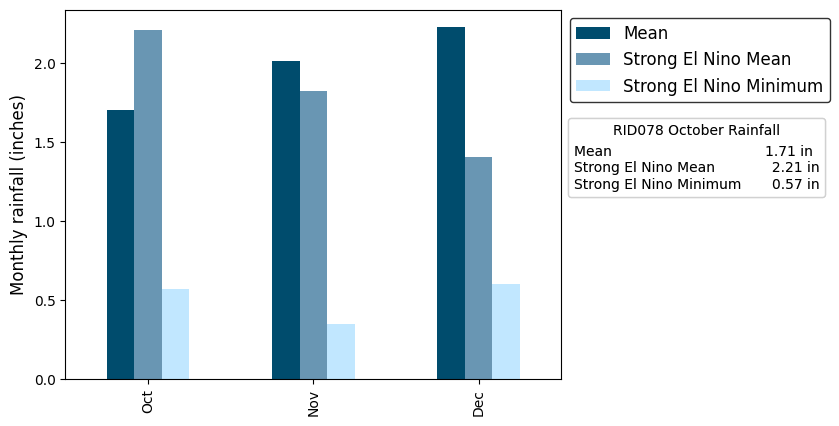 Mean
Strong El Nino Mean
Strong El Nino Minimum
RID078 October Rainfall
Mean 1.71 in
Strong El Nino Mean 2.21 in
Strong El Nino Minimum 0.57 in
Monthly rainfall (inches)
2.0
1.5
1.0
0.5
0.0
Oct
Nov
Dec